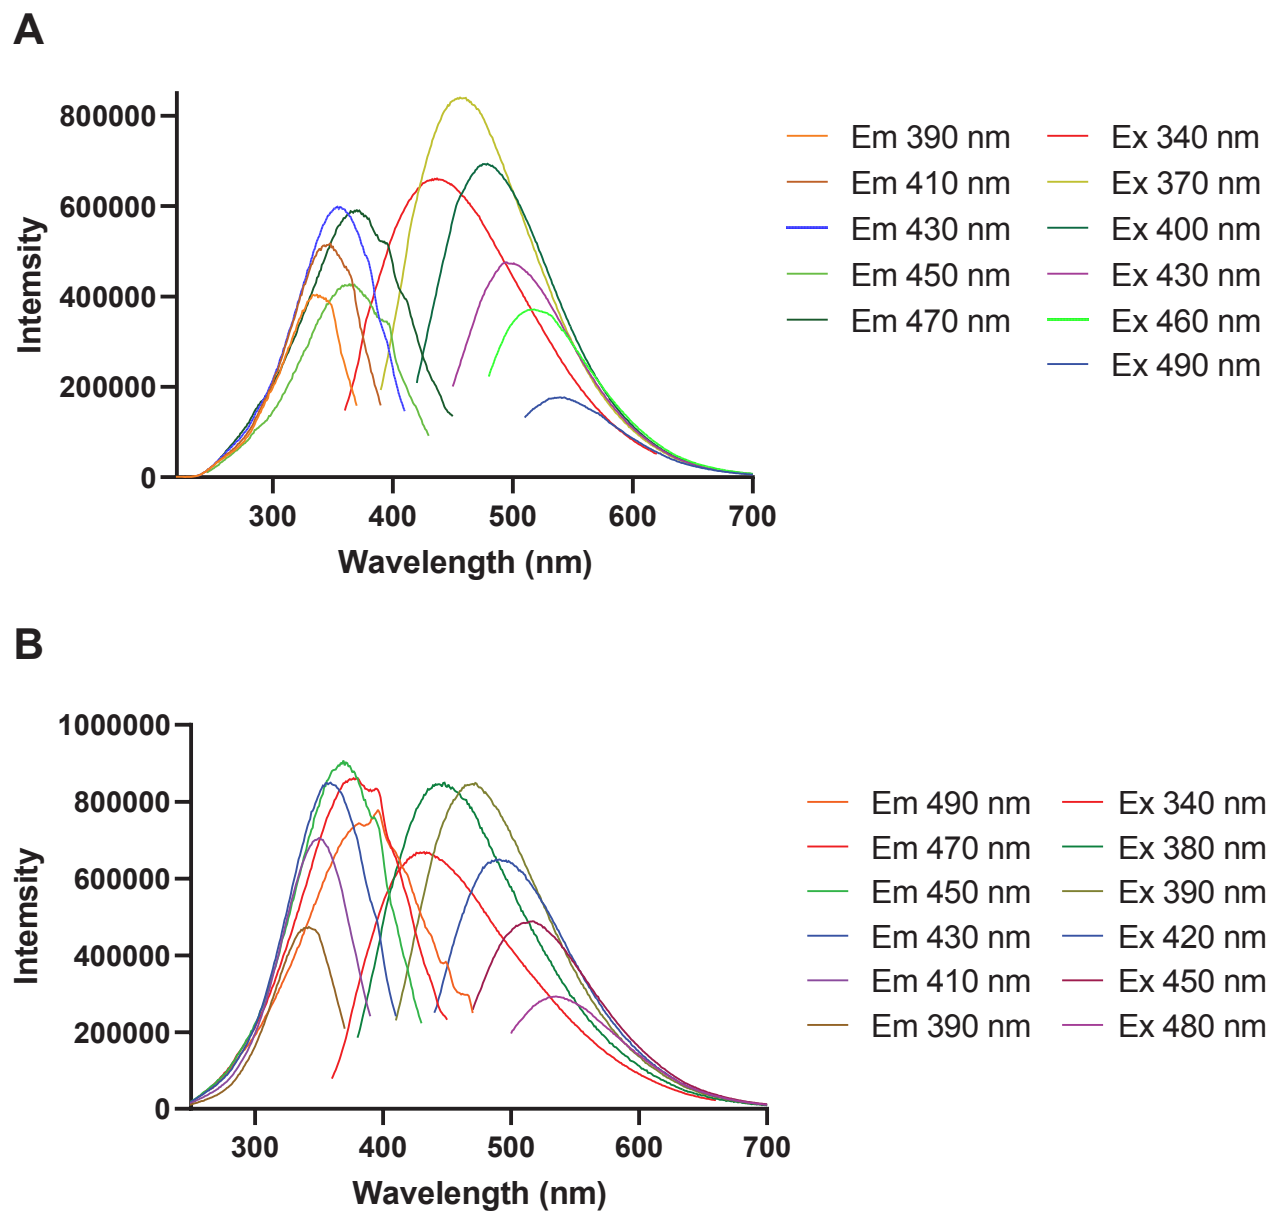 A
Intemsity
800000
600000
400000
200000
0
300 400 500 600 700
Wavelength (nm)
Em 390 nm Ex 340 nm
Em 410 nm Ex 370 nm
Em 430 nm Ex 400 nm
Em 450 nm Ex 430 nm
Em 470 nm Ex 460 nm
Ex 490 nm
B
Intemsity
1000000
800000
600000
400000
200000
0
300 400 500 600 700
Wavelength (nm)
Em 490 nm Ex 340 nm
Em 470 nm Ex 380 nm
Em 450 nm Ex 390 nm
Em 430 nm Ex 420 nm
Em 410 nm Ex 450 nm
Em 390 nm Ex 480 nm